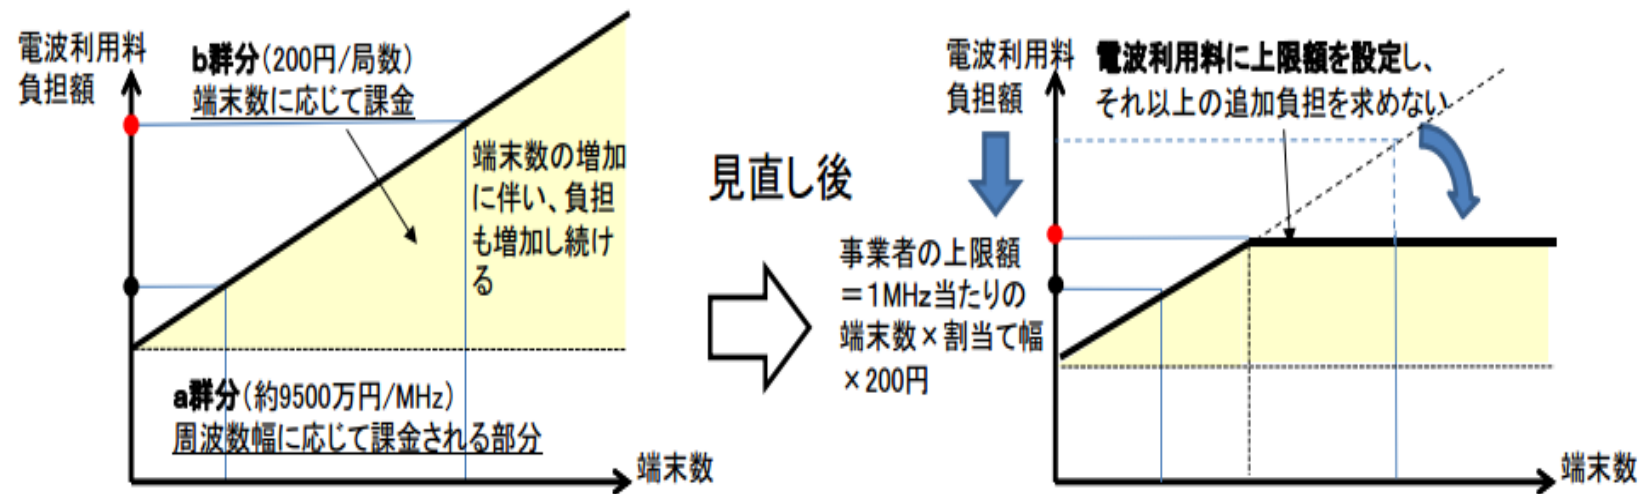 電波利用料
負担額
b群分(200円/局数)
端末数に応じて課金
端末数の増加
に伴い、負担
も増加し続け
る
a群分(約9500万円/MHz)
周波数幅に応じて課金される部分
端末数
見直し後
電波利用料
負担額
電波利用料に上限額を設定し、
それ以上の追加負担を求めない
事業者の上限額
＝1MHz当たりの
端末数×割当て幅
×200円
端末数